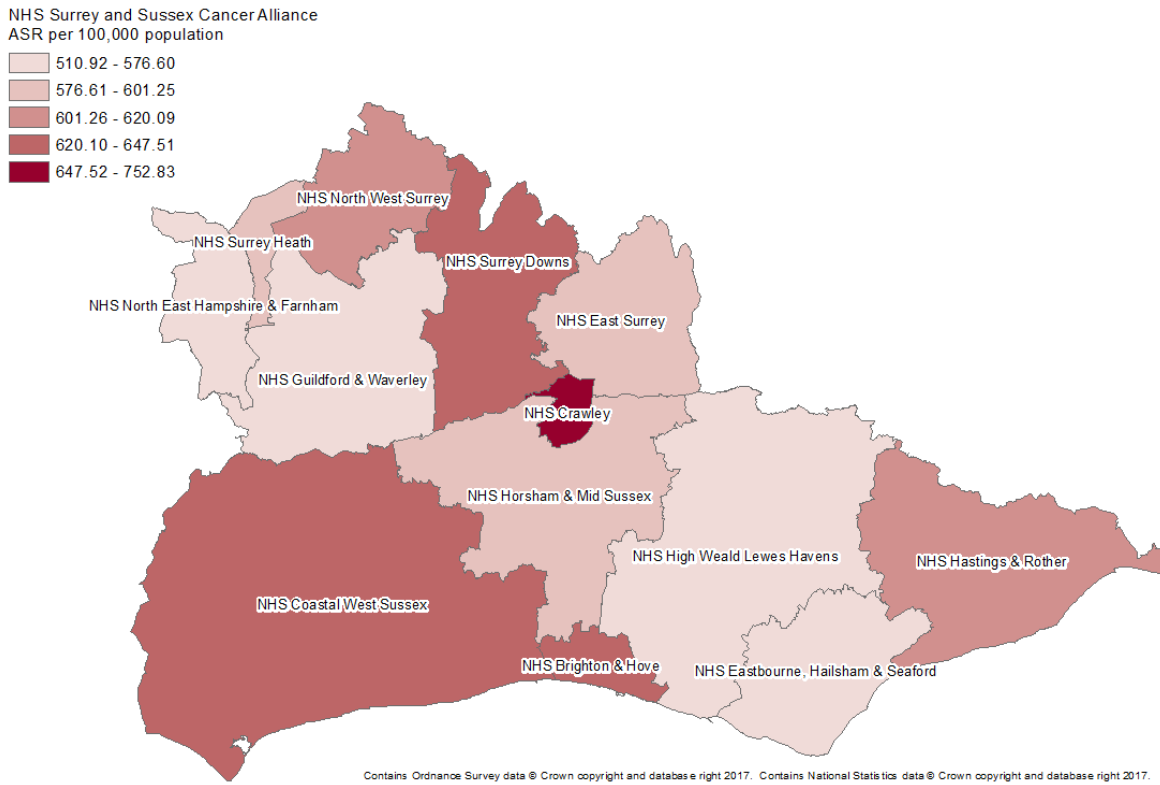 NHS Surrey and Sussex Cancer Alliance
ASR per 100,000 population
510.92 - 576.60
576.61 - 601.25
601.26 - 620.09
620.10 - 647.51
647.52 - 752.83
NHS North West Surrey
NHS Surrey Heath
NHS Surrey Downs
NHS North East Hampshire & Farnham
NHS East Surrey
NHS Guildford & Waverley
NHS Crawley
NHS Horsham & Mid Sussex
NHS High Weald Lewes Havens
NHS Hastings & Rother
NHS Coastal West Sussex
NHS Brighton & Hove
NHS Eastbourne, Hailsham & Seaford
Contains Ordnance Survey data © Crown copyright and database right 2017. Contains National Statistics data © Crown copyright and database right 2017.